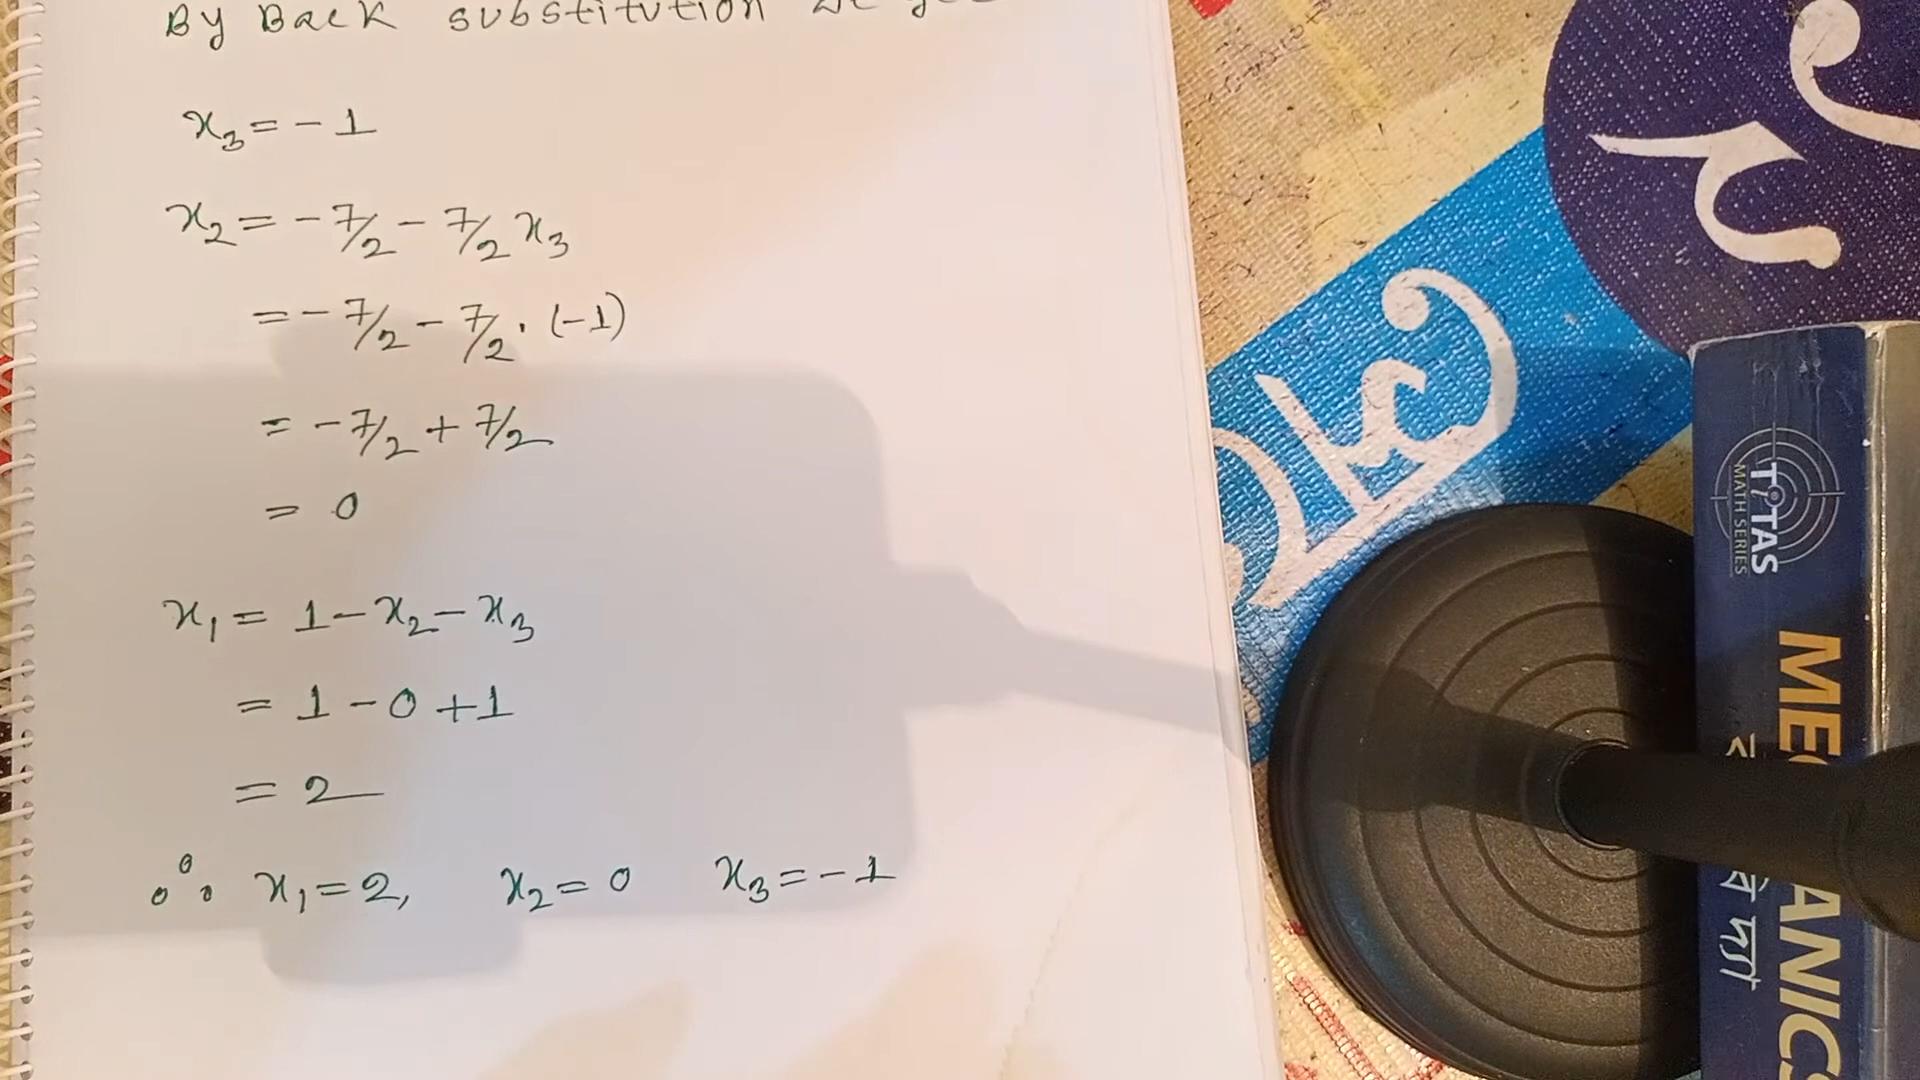 By Back substitution we get
x₃ = - 1
x₂ = - 7/2 - 7/2 x₃
= - 7/2 - 7/2 . (-1)
= - 7/2 + 7/2
= 0
x₁ = 1 - x₂ - x₃
= 1 - 0 + 1
= 2
∴ x₁ = 2, x₂ = 0 x₃ = - 1
TITAS
MATH SERIES